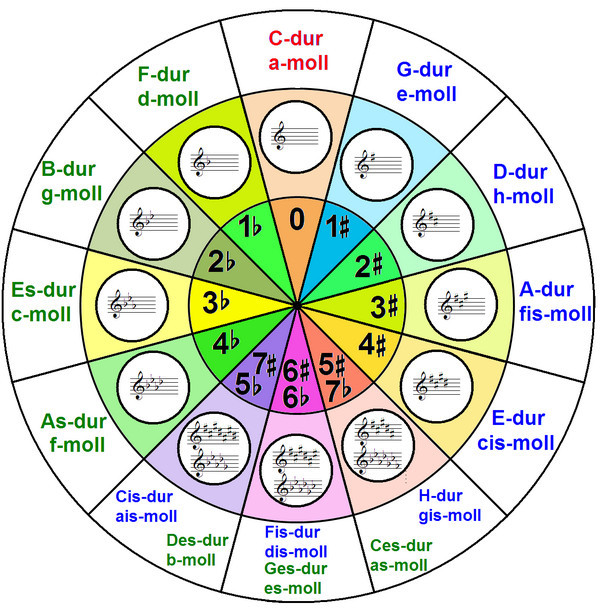 C-dur
a-moll
G-dur
e-moll
D-dur
h-moll
A-dur
fis-moll
E-dur
cis-moll
H-dur
gis-moll
Ces-dur
as-moll
Fis-dur
dis-moll
Ges-dur
es-moll
Cis-dur
ais-moll
Des-dur
b-moll
As-dur
f-moll
Es-dur
c-moll
B-dur
g-moll
F-dur
d-moll
0
1♯
2♯
3♯
4♯
5♯
7♭
6♯
6♭
7♯
5♭
4♭
3♭
2♭
1♭